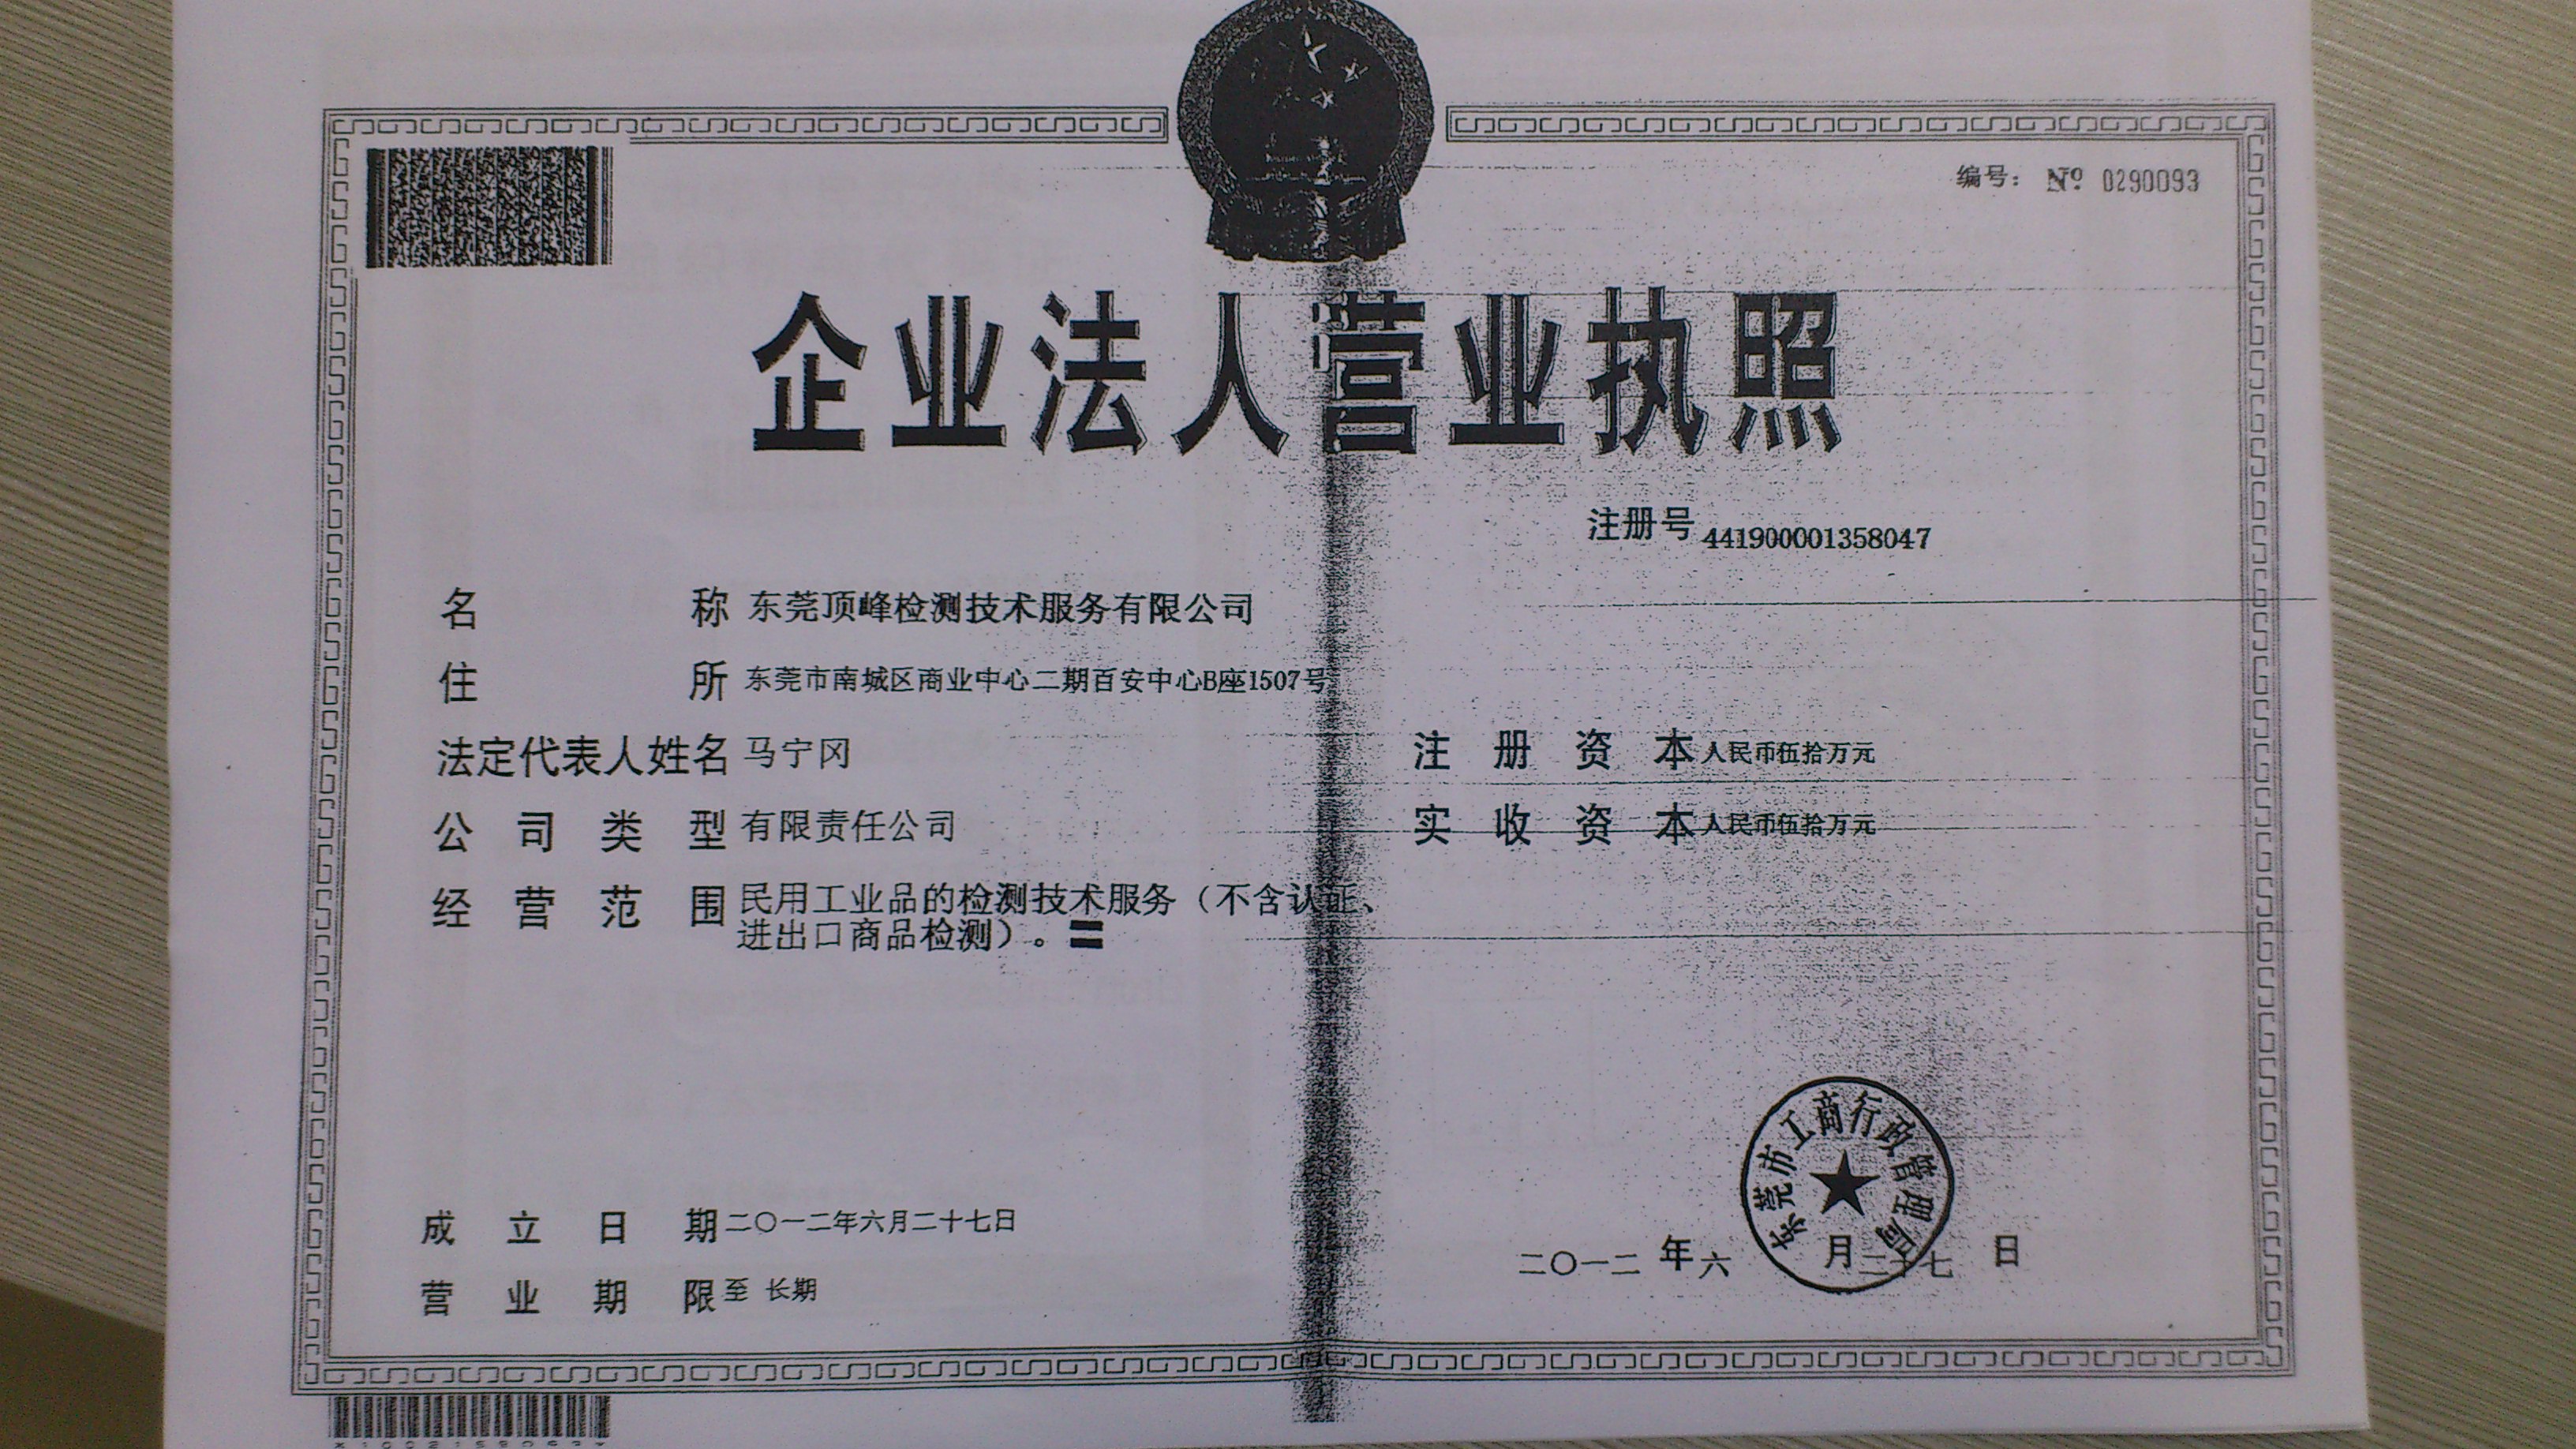 编号： № 0290093
企业法人营业执照
注册号 441900001358047
名称 东莞顶峰检测技术服务有限公司
住所 东莞市南城区商业中心二期百安中心B座1507号
法定代表人姓名 马宁冈
注册资本 人民币伍拾万元
公司类型 有限责任公司
实收资本 人民币伍拾万元
经营范围 民用工业品的检测技术服务（不含认证、
进出口商品检测）。
东莞市工商行政管理局
成立日期 二〇一二年六月二十七日
二〇一二 年 六 月 二十七 日
营业期限 至 长期